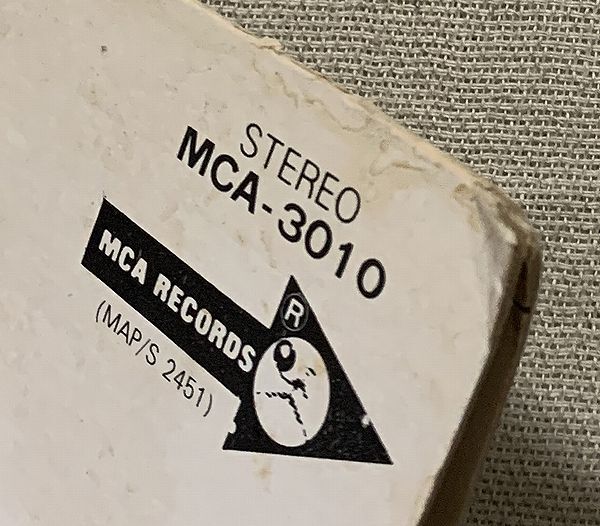 STEREO
MCA-3010
MCA RECORDS
®
(MAP/S 2451)